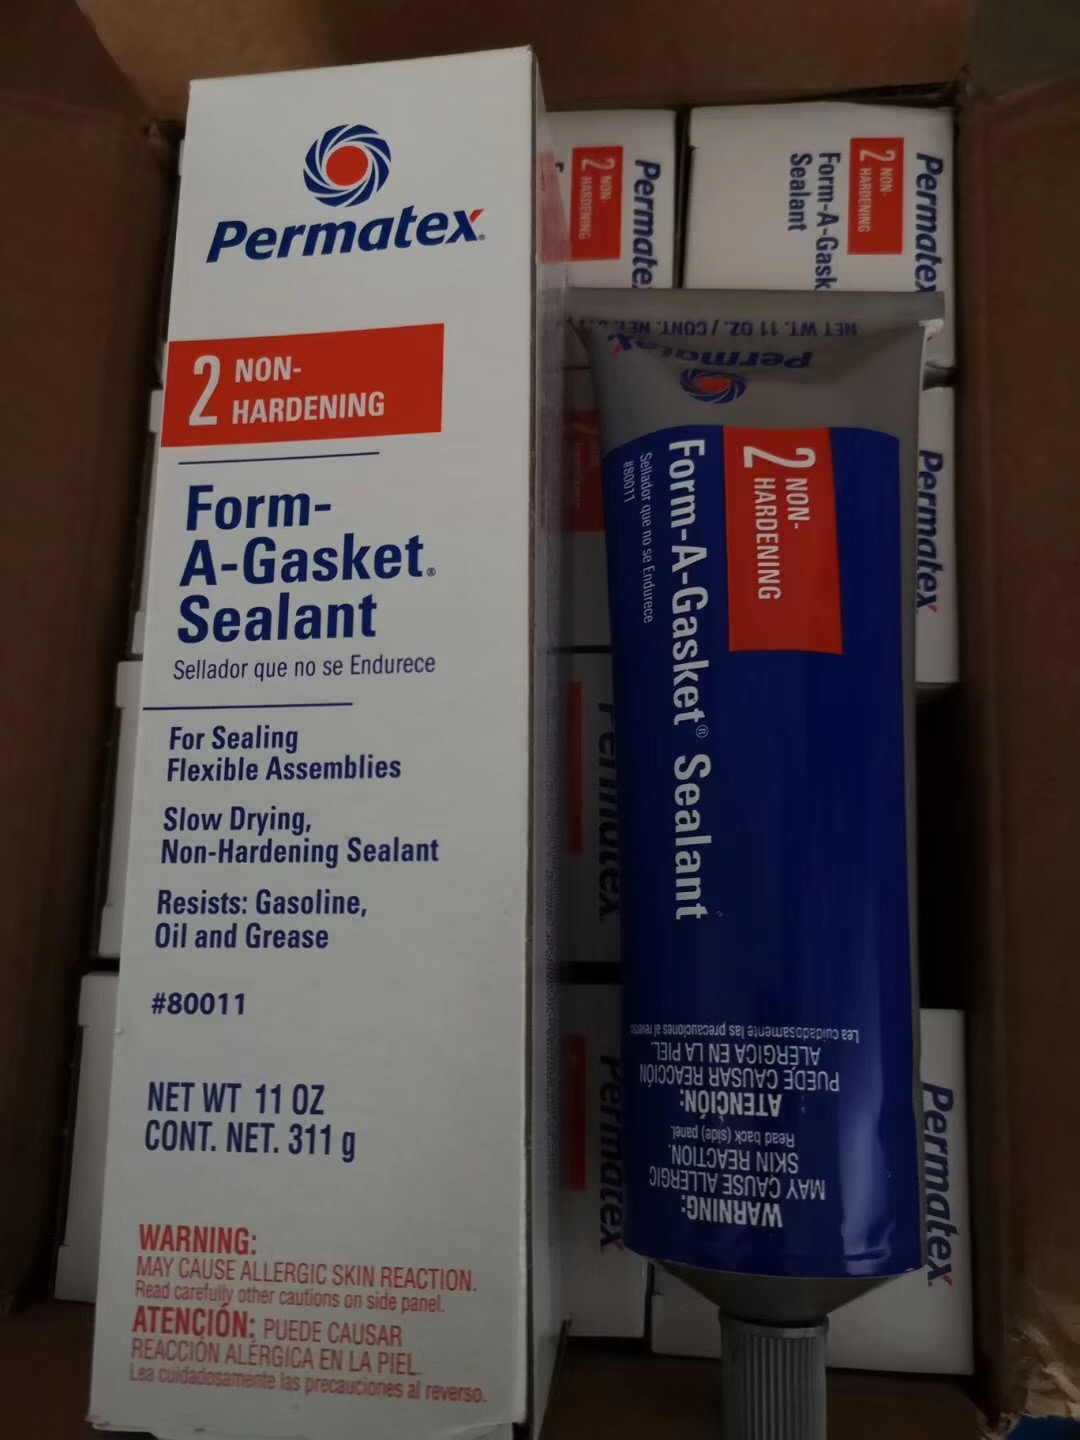 Permatex®
2 NON-
HARDENING
Form-
A-Gasket®
Sealant
Sellador que no se Endurece
For Sealing
Flexible Assemblies
Slow Drying,
Non-Hardening Sealant
Resists: Gasoline,
Oil and Grease
#80011
NET WT 11 OZ
CONT. NET. 311 g
WARNING:
MAY CAUSE ALLERGIC SKIN REACTION.
Read carefully other cautions on side panel.
ATENCIÓN: PUEDE CAUSAR
REACCIÓN ALÉRGICA EN LA PIEL.
Lea cuidadosamente las precauciones al reverso.
Permatex
2 NON-
HARDENING
Permatex
2 NON-
HARDENING
Form-A-Gask
Sealant
NET WT. 11 OZ. / CONT. NET.
Permatex
2 NON-
HARDENING
Form-A-Gasket® Sealant
Sellador que no se Endurece
#80011
WARNING:
MAY CAUSE ALLERGIC
SKIN REACTION.
Read back (side) panel.
ATENCIÓN:
PUEDE CAUSAR REACCIÓN
ALERGICA EN LA PIEL.
Lea cuidadosamente las precauciones al reverso
Permatex
Permatex
Permatex
Permatex